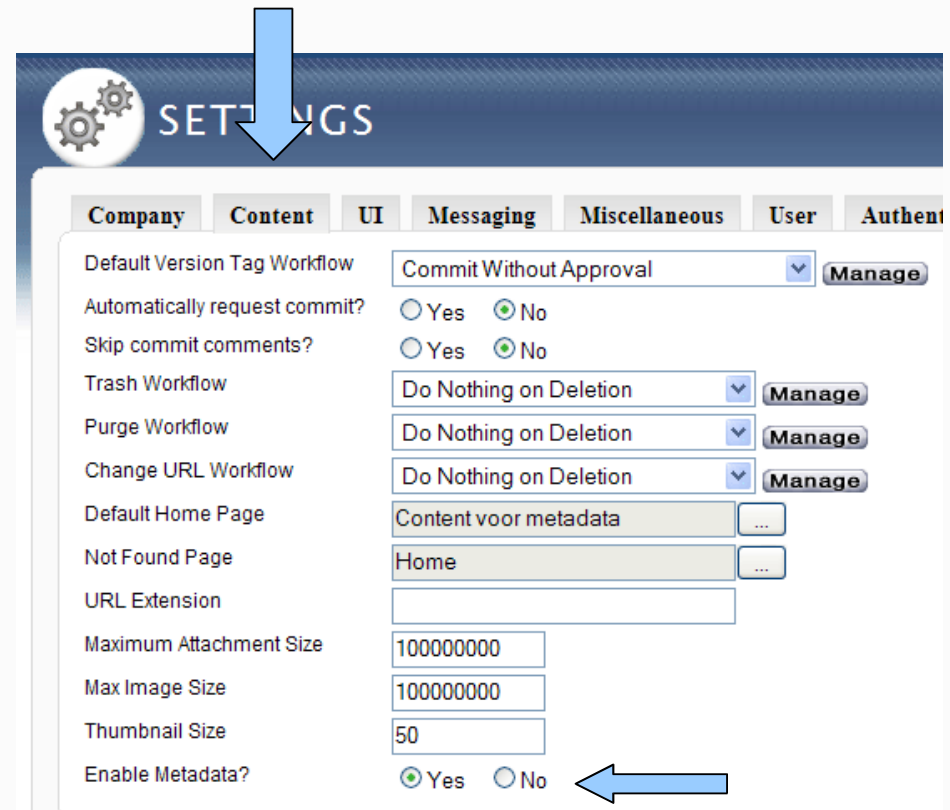 SETTINGS
Company Content UI Messaging Miscellaneous User Authent
Default Version Tag Workflow Commit Without Approval Manage
Automatically request commit? Yes No
Skip commit comments? Yes No
Trash Workflow Do Nothing on Deletion Manage
Purge Workflow Do Nothing on Deletion Manage
Change URL Workflow Do Nothing on Deletion Manage
Default Home Page Content voor metadata ...
Not Found Page Home ...
URL Extension
Maximum Attachment Size 100000000
Max Image Size 100000000
Thumbnail Size 50
Enable Metadata? Yes No